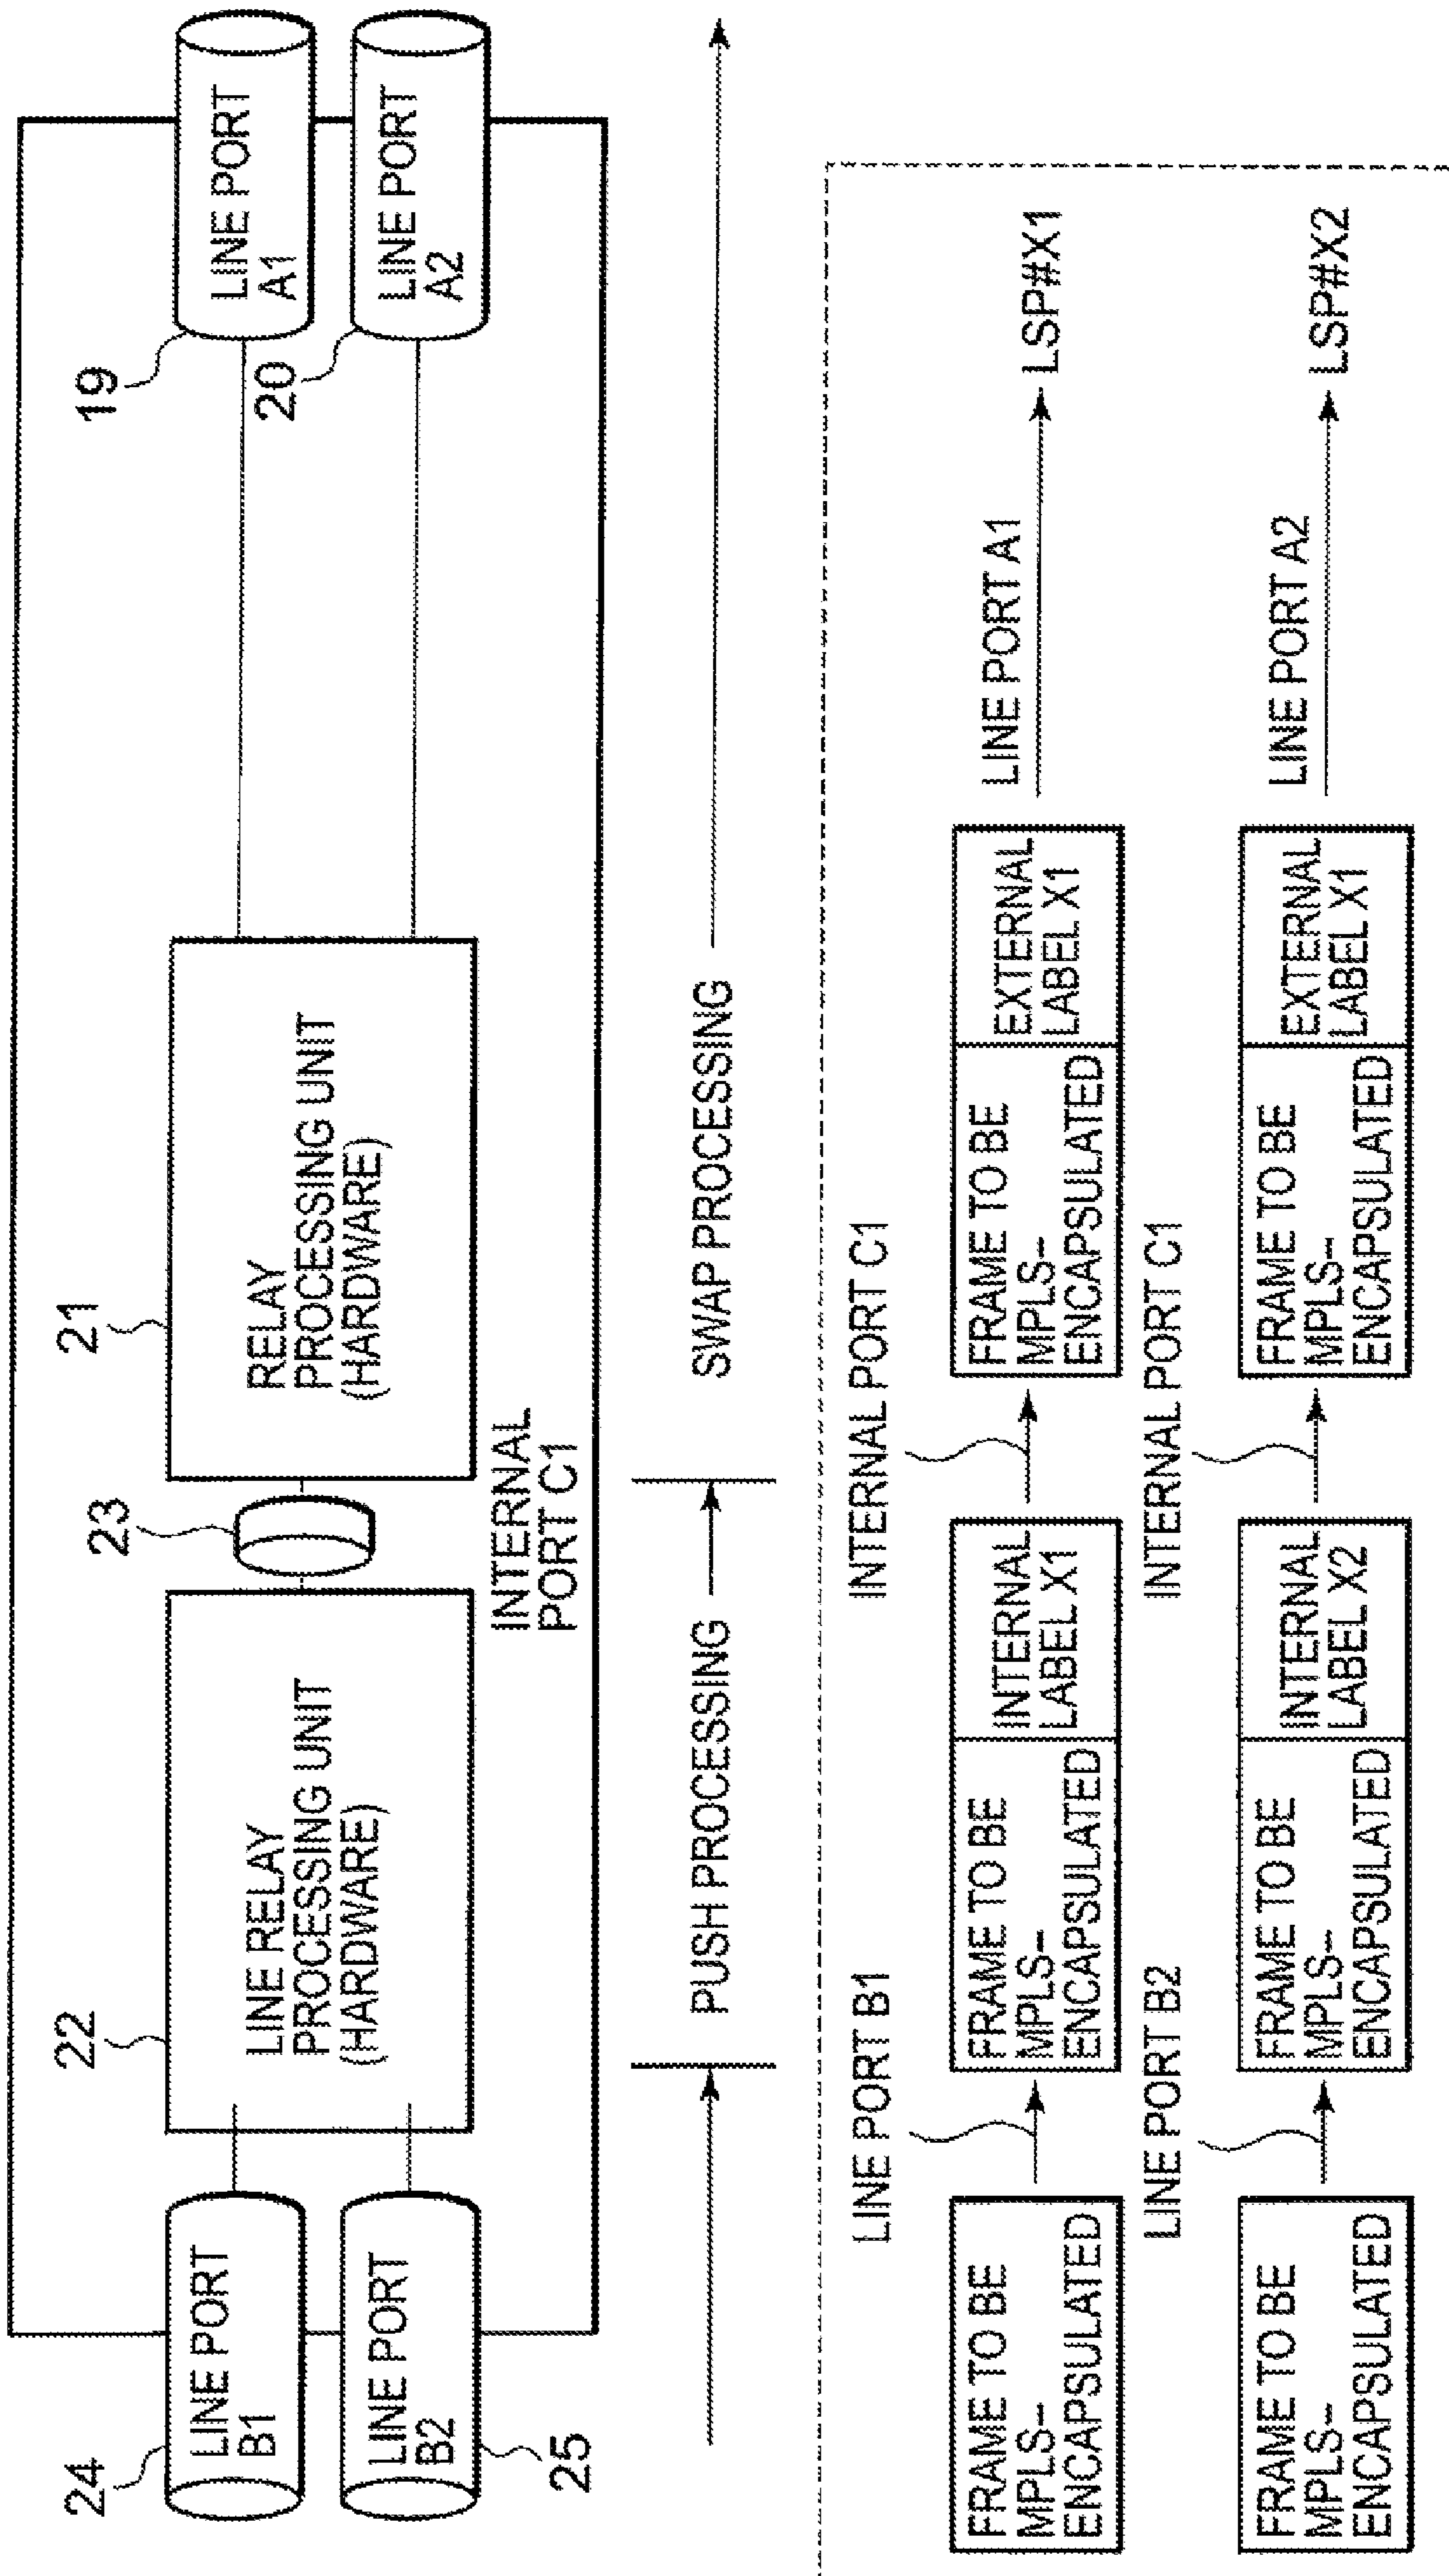 24
LINE PORT
B1
LINE PORT
B2
25
22
LINE RELAY
PROCESSING UNIT
(HARDWARE)
23
INTERNAL
PORT C1
21
RELAY
PROCESSING UNIT
(HARDWARE)
19
LINE PORT
A1
20
LINE PORT
A2
PUSH PROCESSING
SWAP PROCESSING
FRAME TO BE
MPLS-
ENCAPSULATED
LINE PORT B1
FRAME TO BE
MPLS-
ENCAPSULATED
INTERNAL
LABEL X1
INTERNAL PORT C1
FRAME TO BE
MPLS-
ENCAPSULATED
EXTERNAL
LABEL X1
LINE PORT A1
LSP#X1
FRAME TO BE
MPLS-
ENCAPSULATED
LINE PORT B2
FRAME TO BE
MPLS-
ENCAPSULATED
INTERNAL
LABEL X2
INTERNAL PORT C1
FRAME TO BE
MPLS-
ENCAPSULATED
EXTERNAL
LABEL X1
LINE PORT A2
LSP#X2